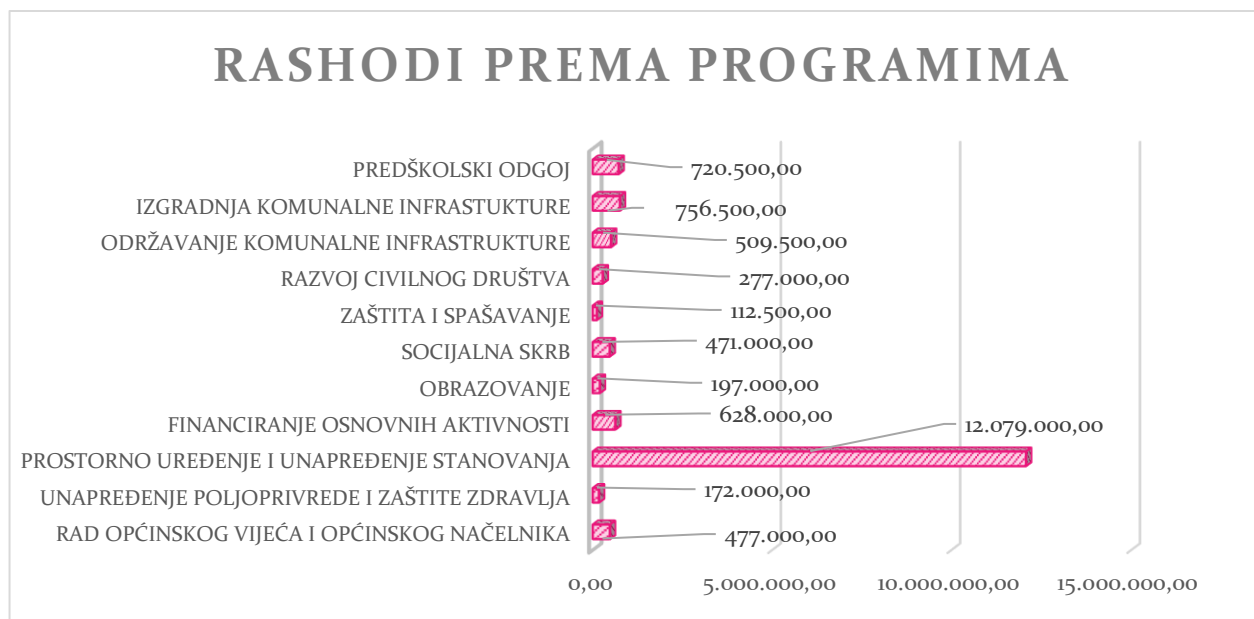 RASHODI PREMA PROGRAMIMA
PREDŠKOLSKI ODGOJ 720.500,00
IZGRADNJA KOMUNALNE INFRASTUKTURE 756.500,00
ODRŽAVANJE KOMUNALNE INFRASTRUKTURE 509.500,00
RAZVOJ CIVILNOG DRUŠTVA 277.000,00
ZAŠTITA I SPAŠAVANJE 112.500,00
SOCIJALNA SKRB 471.000,00
OBRAZOVANJE 197.000,00
FINANCIRANJE OSNOVNIH AKTIVNOSTI 628.000,00
PROSTORNO UREĐENJE I UNAPREĐENJE STANOVANJA 12.079.000,00
UNAPREĐENJE POLJOPRIVREDE I ZAŠTITE ZDRAVLJA 172.000,00
RAD OPĆINSKOG VIJEĆA I OPĆINSKOG NAČELNIKA 477.000,00
0,00 5.000.000,00 10.000.000,00 15.000.000,00